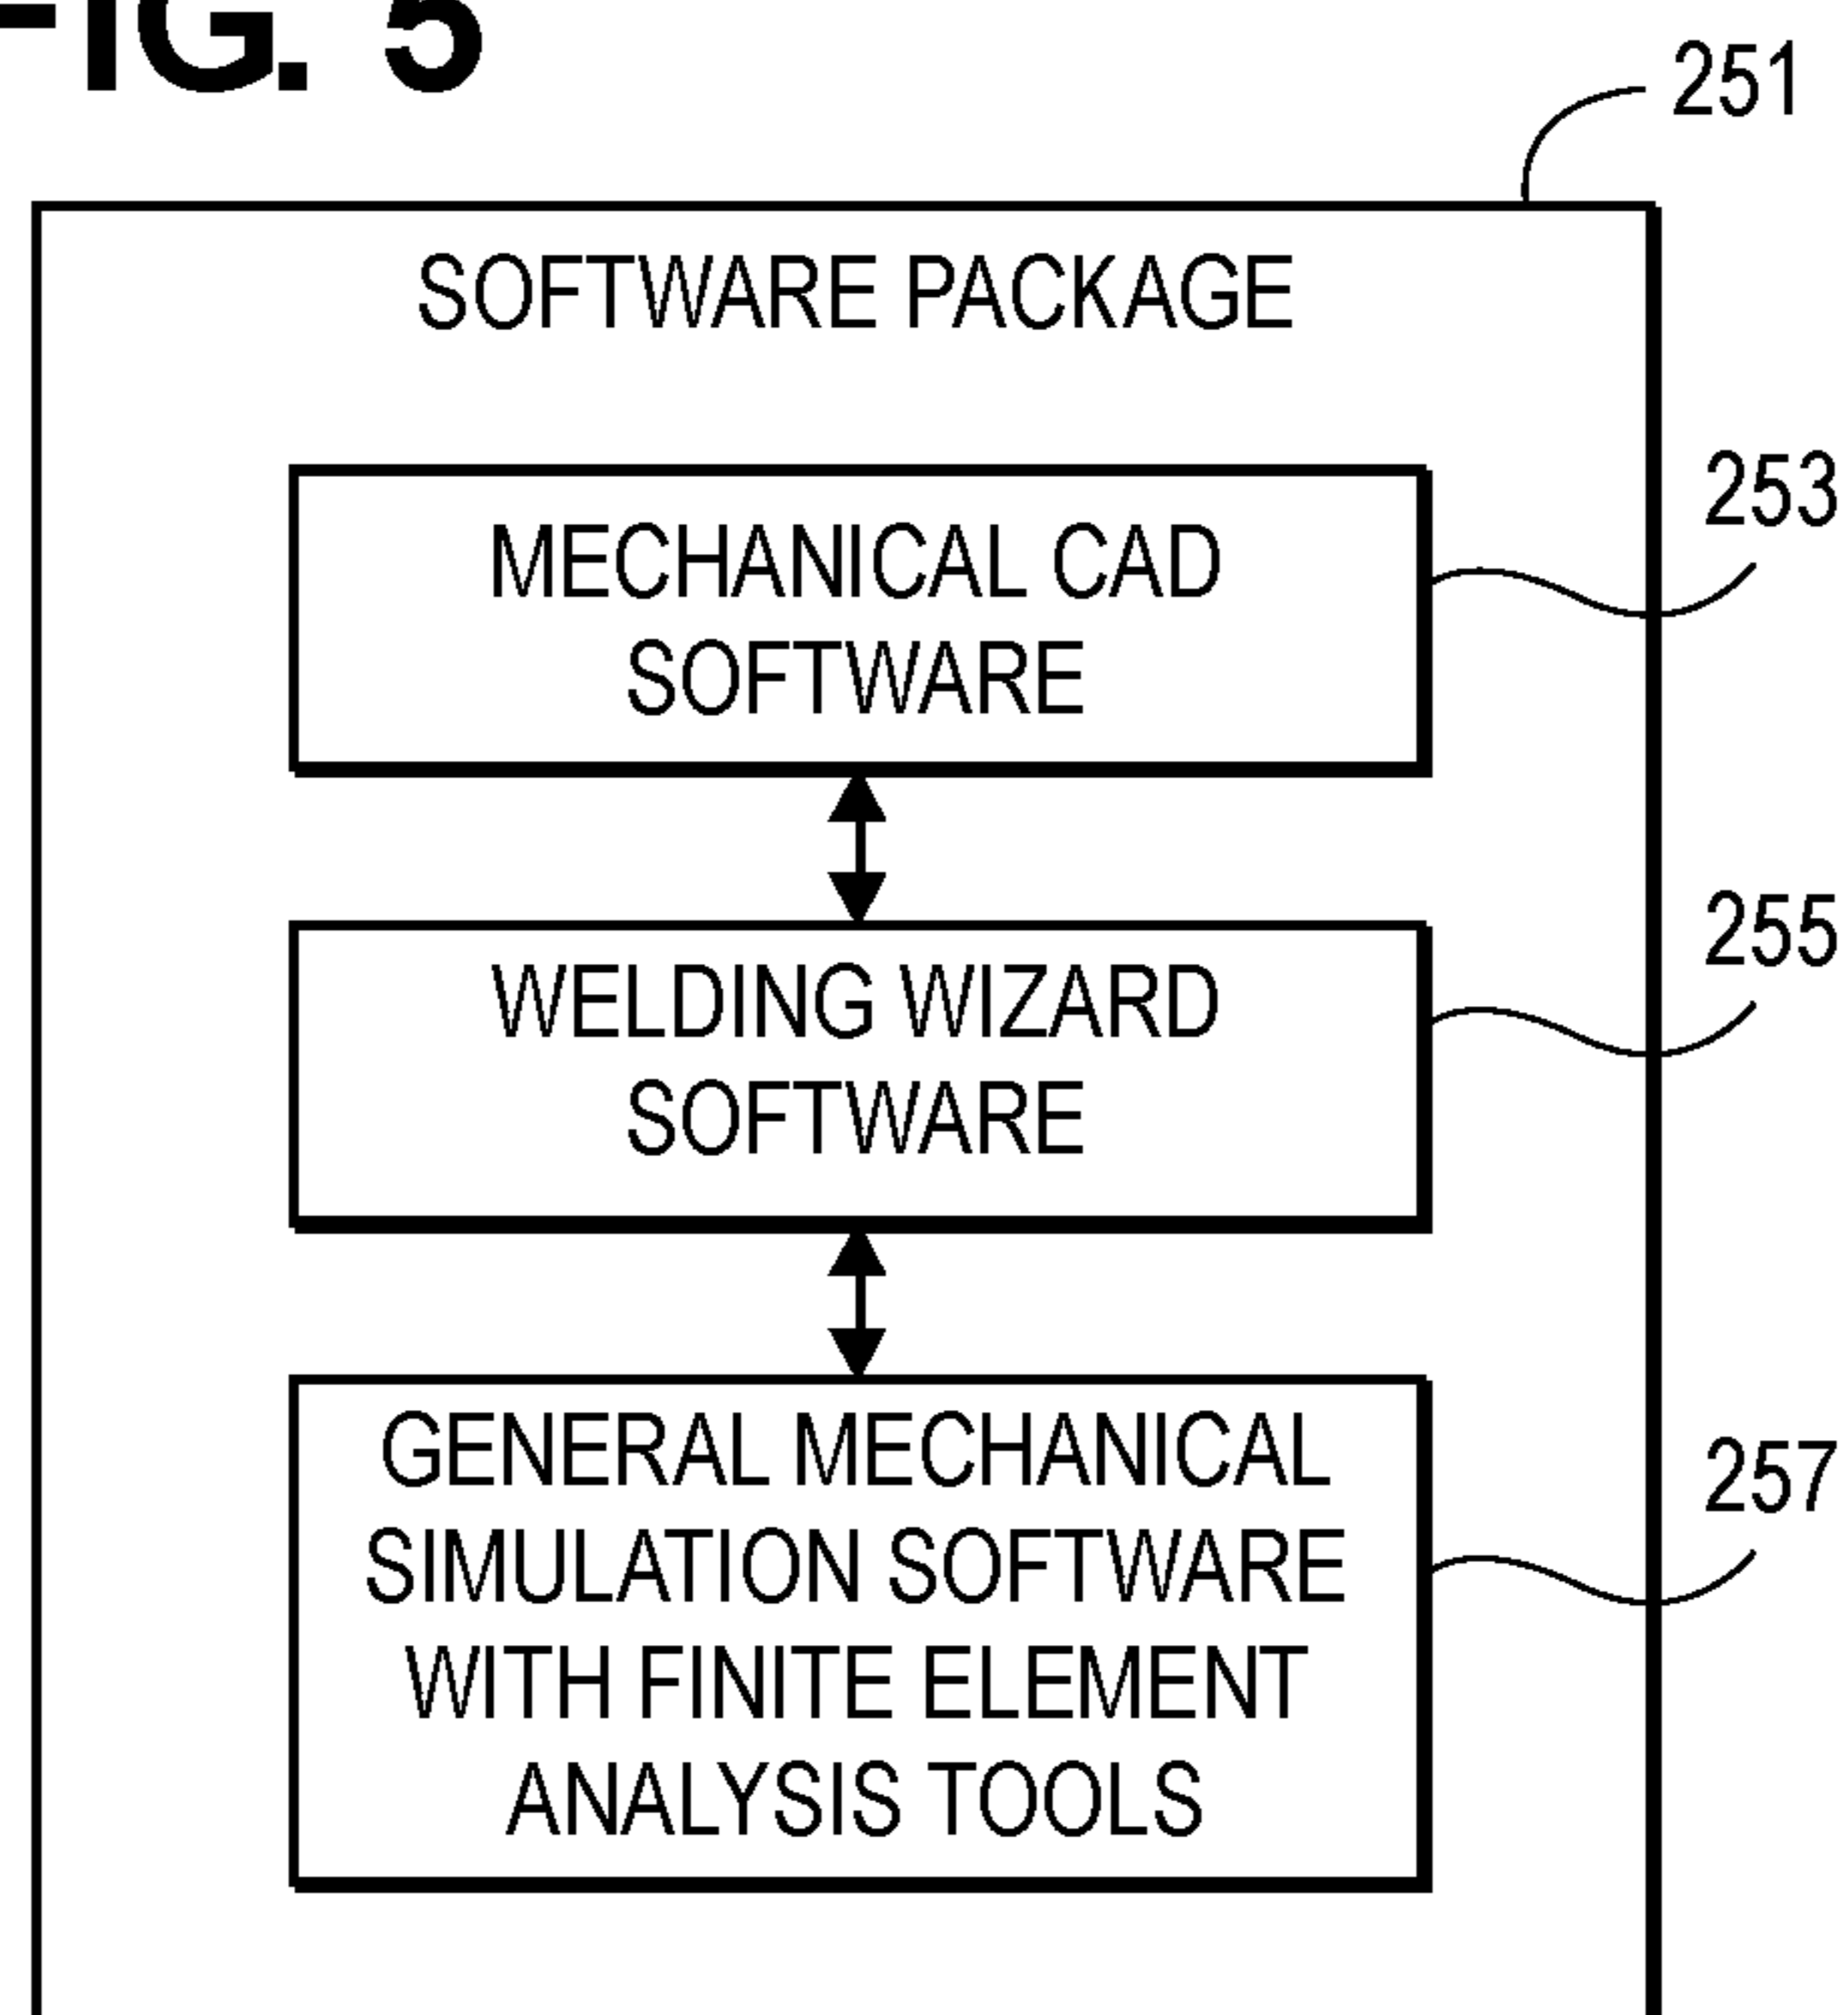 FIG. 5
251
SOFTWARE PACKAGE
253
MECHANICAL CAD
SOFTWARE
255
WELDING WIZARD
SOFTWARE
257
GENERAL MECHANICAL
SIMULATION SOFTWARE
WITH FINITE ELEMENT
ANALYSIS TOOLS